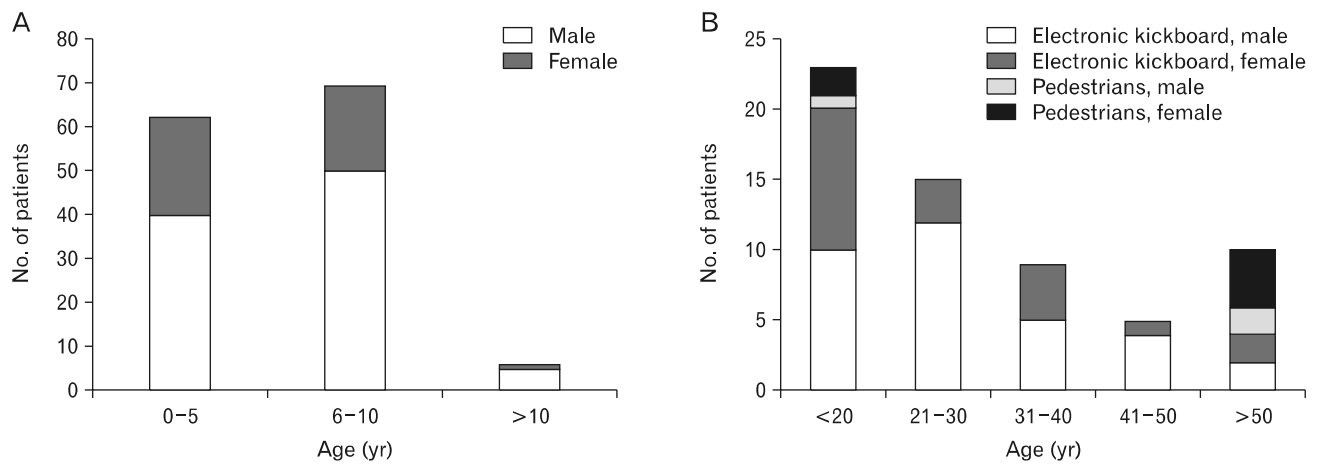 A
No. of patients
80
70
60
50
40
30
20
10
0
0–5
6–10
>10
Age (yr)
Male
Female
B
No. of patients
25
20
15
10
5
0
<20
21–30
31–40
41–50
>50
Age (yr)
Electronic kickboard, male
Electronic kickboard, female
Pedestrians, male
Pedestrians, female